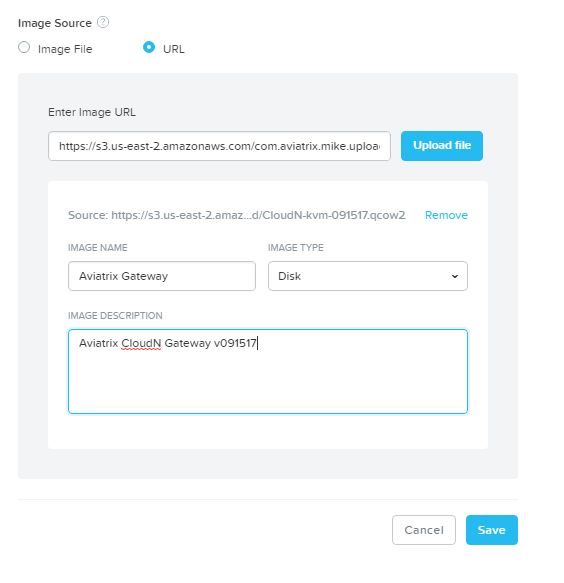 Image Source ?
Image File
URL
Enter Image URL
https://s3.us-east-2.amazonaws.com/com.aviatrix.mike.uploa
Upload file
Source: https://s3.us-east-2.amaz...d/CloudN-kvm-091517.qcow2 Remove
IMAGE NAME
IMAGE TYPE
Aviatrix Gateway
Disk
IMAGE DESCRIPTION
Aviatrix CloudN Gateway v091517
Cancel
Save